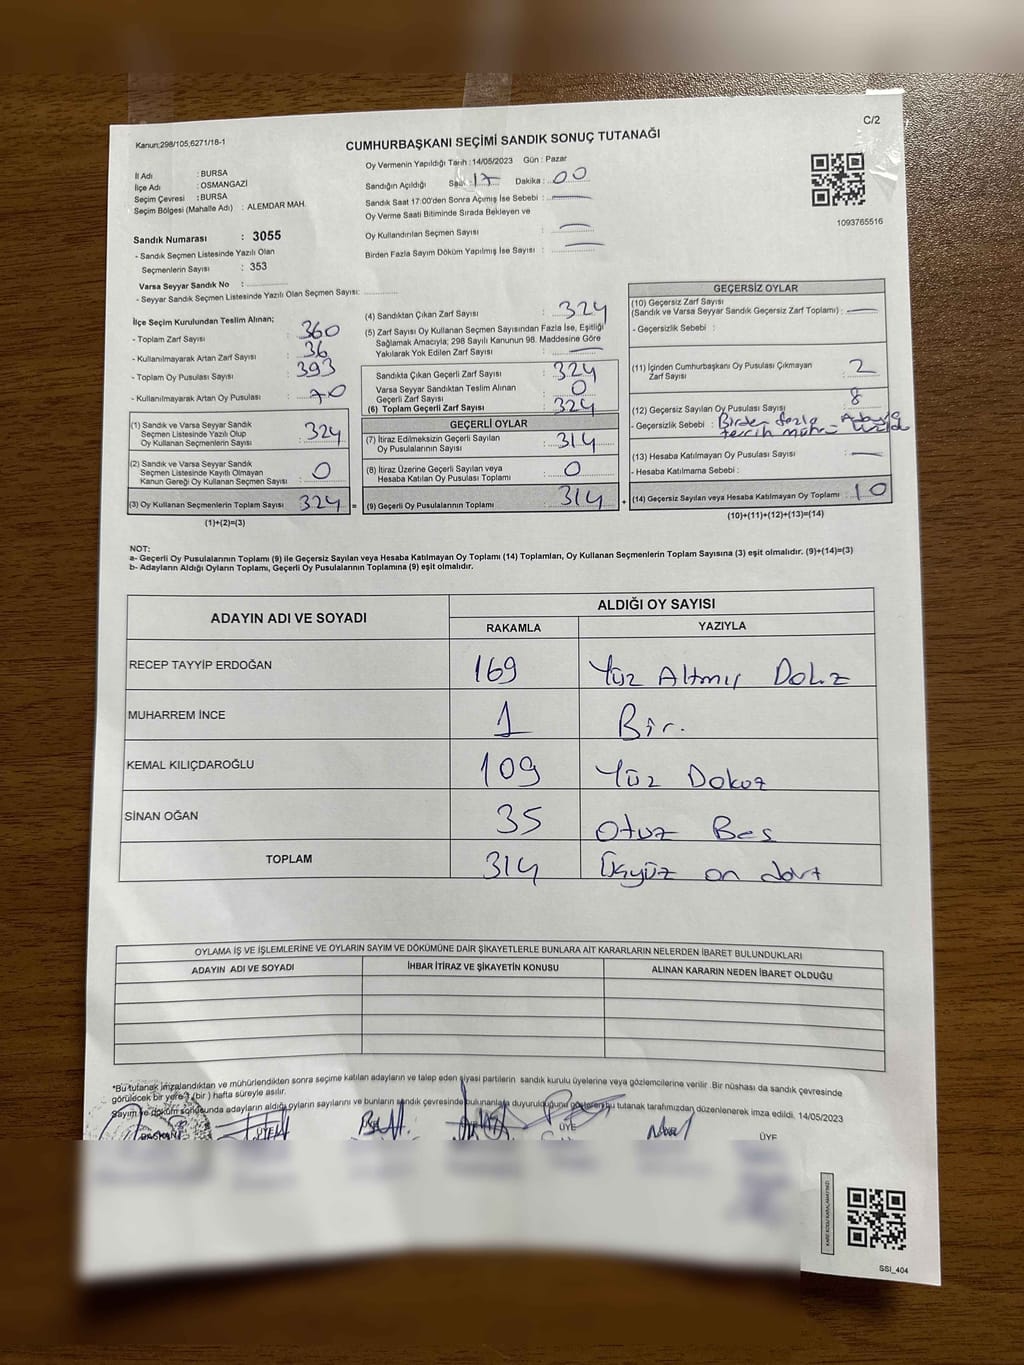 C/2
Kanun:298/105,6271/18-1
CUMHURBAŞKANI SEÇİMİ SANDIK SONUÇ TUTANAĞI
Oy Vermenin Yapıldığı Tarih :14/05/2023 Gün : Pazar
İl Adı : BURSA
İlçe Adı : OSMANGAZİ
Seçim Çevresi : BURSA
Seçim Bölgesi (Mahalle Adı) : ALEMDAR MAH.
Sandığın Açıldığı Saat: 17 Dakika : 00
Sandık Saat 17:00'den Sonra Açımış İse Sebebi :
Oy Verme Saati Bitiminde Sırada Bekleyen ve
Oy Kullandırılan Seçmen Sayısı :
Birden Fazla Sayım Döküm Yapılmış İse Sayısı :
1093765516
Sandık Numarası : 3055
- Sandık Seçmen Listesinde Yazılı Olan
Seçmenlerin Sayısı : 353
Varsa Seyyar Sandık No :
- Seyyar Sandık Seçmen Listesinde Yazılı Olan Seçmen Sayısı:
İlçe Seçim Kurulundan Teslim Alınan;
- Toplam Zarf Sayısı : 360
- Kullanılmayarak Artan Zarf Sayısı : 36
- Toplam Oy Pusulası Sayısı : 393
- Kullanılmayarak Artan Oy Pusulası : 70
(1) Sandık ve Varsa Seyyar Sandık
Seçmen Listesinde Yazılı Olup
Oy Kullanan Seçmenlerin Sayısı : 324
(2) Sandık ve Varsa Seyyar Sandık
Seçmen Listesinde Kayıtlı Olmayan
Kanun Gereği Oy Kullanan Seçmen Sayısı : 0
(3) Oy Kullanan Seçmenlerin Toplam Sayısı : 324 =
(1)+(2)=(3)
(4) Sandıktan Çıkan Zarf Sayısı : 324
(5) Zarf Sayısı Oy Kullanan Seçmen Sayısından Fazla İse, Eşitliği
Sağlamak Amacıyla; 298 Sayılı Kanunun 98. Maddesine Göre
Yakılarak Yok Edilen Zarf Sayısı :
Sandıkta Çıkan Geçerli Zarf Sayısı : 324
Varsa Seyyar Sandıktan Teslim Alınan
Geçerli Zarf Sayısı : 0
(6) Toplam Geçerli Zarf Sayısı : 324
GEÇERLİ OYLAR
(7) İtiraz Edilmeksizin Geçerli Sayılan
Oy Pusulalarının Sayısı : 314
(8) İtiraz Üzerine Geçerli Sayılan veya
Hesaba Katılan Oy Pusulası Toplamı : 0
(9) Geçerli Oy Pusulalarının Toplamı : 314 +
GEÇERSİZ OYLAR
(10) Geçersiz Zarf Sayısı
(Sandık ve Varsa Seyyar Sandık Geçersiz Zarf Toplamı) :
- Geçersizlik Sebebi :
(11) İçinden Cumhurbaşkanı Oy Pusulası Çıkmayan
Zarf Sayısı : 2
(12) Geçersiz Sayılan Oy Pusulası Sayısı : 8
- Geçersizlik Sebebi : Birden fazla
tercih
(13) Hesaba Katılmayan Oy Pusulası Sayısı :
- Hesaba Katılmama Sebebi :
(14) Geçersiz Sayılan veya Hesaba Katılmayan Oy Toplamı : 10
(10)+(11)+(12)+(13)=(14)
NOT:
a- Geçerli Oy Pusulalarının Toplamı (9) ile Geçersiz Sayılan veya Hesaba Katılmayan Oy Toplamı (14) Toplamları, Oy Kullanan Seçmenlerin Toplam Sayısına (3) eşit olmalıdır. (9)+(14)=(3)
b- Adayların Aldığı Oyların Toplamı, Geçerli Oy Pusulalarının Toplamına (9) eşit olmalıdır.
ADAYIN ADI VE SOYADI
ALDIĞI OY SAYISI
RAKAMLA YAZIYLA
RECEP TAYYİP ERDOĞAN 169 Yüz Altmış Dokz
MUHARREM İNCE 1 Bir.
KEMAL KILIÇDAROĞLU 109 Yüz Dokuz
SİNAN OĞAN 35 Otuz Beş
TOPLAM 314 Üçyüz on dört
OYLAMA İŞ VE İŞLEMLERİNE VE OYLARIN SAYIM VE DÖKÜMÜNE DAİR ŞİKAYETLERLE BUNLARA AİT KARARLARIN NELERDEN İBARET BULUNDUKLARI
ADAYIN ADI VE SOYADI İHBAR İTİRAZ VE ŞİKAYETİN KONUSU ALINAN KARARIN NEDEN İBARET OLDUĞU
*Bu tutanak imzalandıktan ve mühürlendikten sonra seçime katılan adayların ve talep eden siyasi partilerin sandık kurulu üyelerine veya gözlemcilerine verilir. Bir nüshası da sandık çevresinde
görülecek bir yere 1 (bir) hafta süreyle asılır.
Sayım ve döküm sonucunda adayların aldığı oyların sayılarını ve bunların sandık çevresinde bulunanlara duyurulduğunu gösteren bu tutanak tarafımızdan düzenlenerek imza edildi. 14/05/2023
BAŞKAN ÜYE ÜYE ÜYE
SSI_404